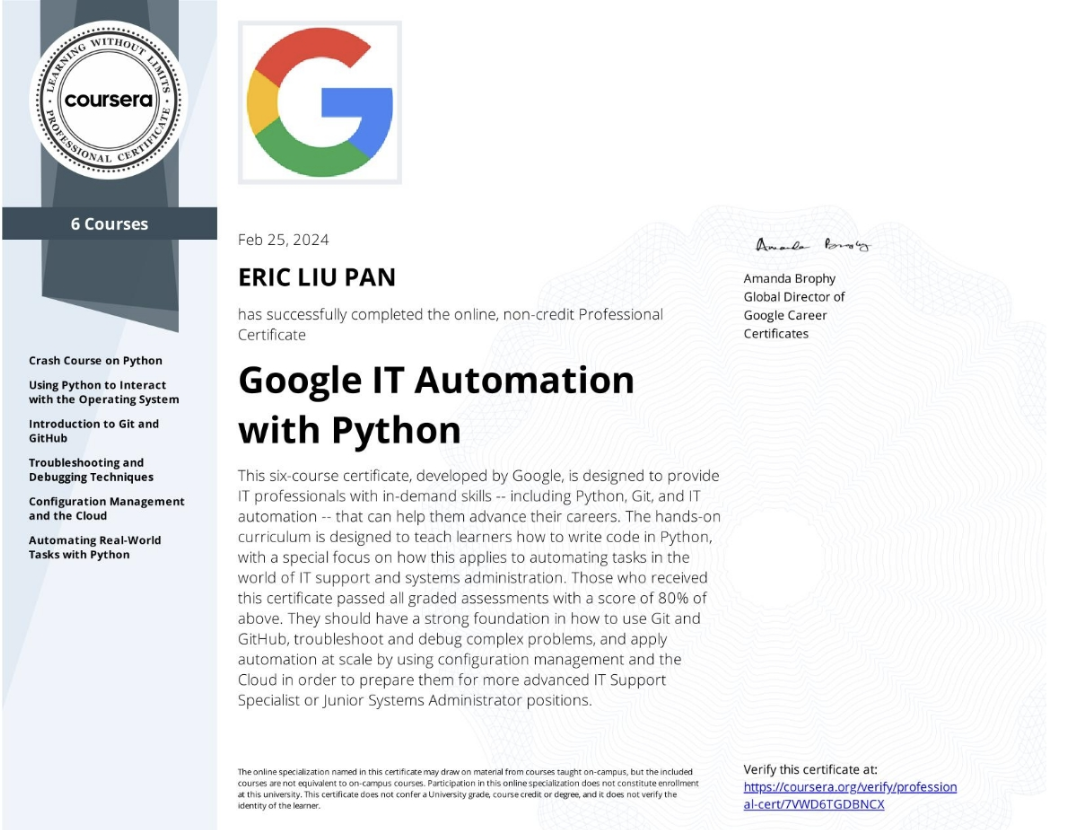 LEARNING WITHOUT LIMITS
coursera
PROFESSIONAL CERTIFICATE
6 Courses
Crash Course on Python
Using Python to Interact
with the Operating System
Introduction to Git and
GitHub
Troubleshooting and
Debugging Techniques
Configuration Management
and the Cloud
Automating Real-World
Tasks with Python
G
Feb 25, 2024
ERIC LIU PAN
has successfully completed the online, non-credit Professional
Certificate
Google IT Automation
with Python
This six-course certificate, developed by Google, is designed to provide
IT professionals with in-demand skills -- including Python, Git, and IT
automation -- that can help them advance their careers. The hands-on
curriculum is designed to teach learners how to write code in Python,
with a special focus on how this applies to automating tasks in the
world of IT support and systems administration. Those who received
this certificate passed all graded assessments with a score of 80% of
above. They should have a strong foundation in how to use Git and
GitHub, troubleshoot and debug complex problems, and apply
automation at scale by using configuration management and the
Cloud in order to prepare them for more advanced IT Support
Specialist or Junior Systems Administrator positions.
The online specialization named in this certificate may draw on material from courses taught on-campus, but the included
courses are not equivalent to on-campus courses. Participation in this online specialization does not constitute enrollment
at this university. This certificate does not confer a University grade, course credit or degree, and it does not verify the
identity of the learner.
Amanda Brophy
Amanda Brophy
Global Director of
Google Career
Certificates
Verify this certificate at:
https://coursera.org/verify/profession
al-cert/7VWD6TGDBNCX